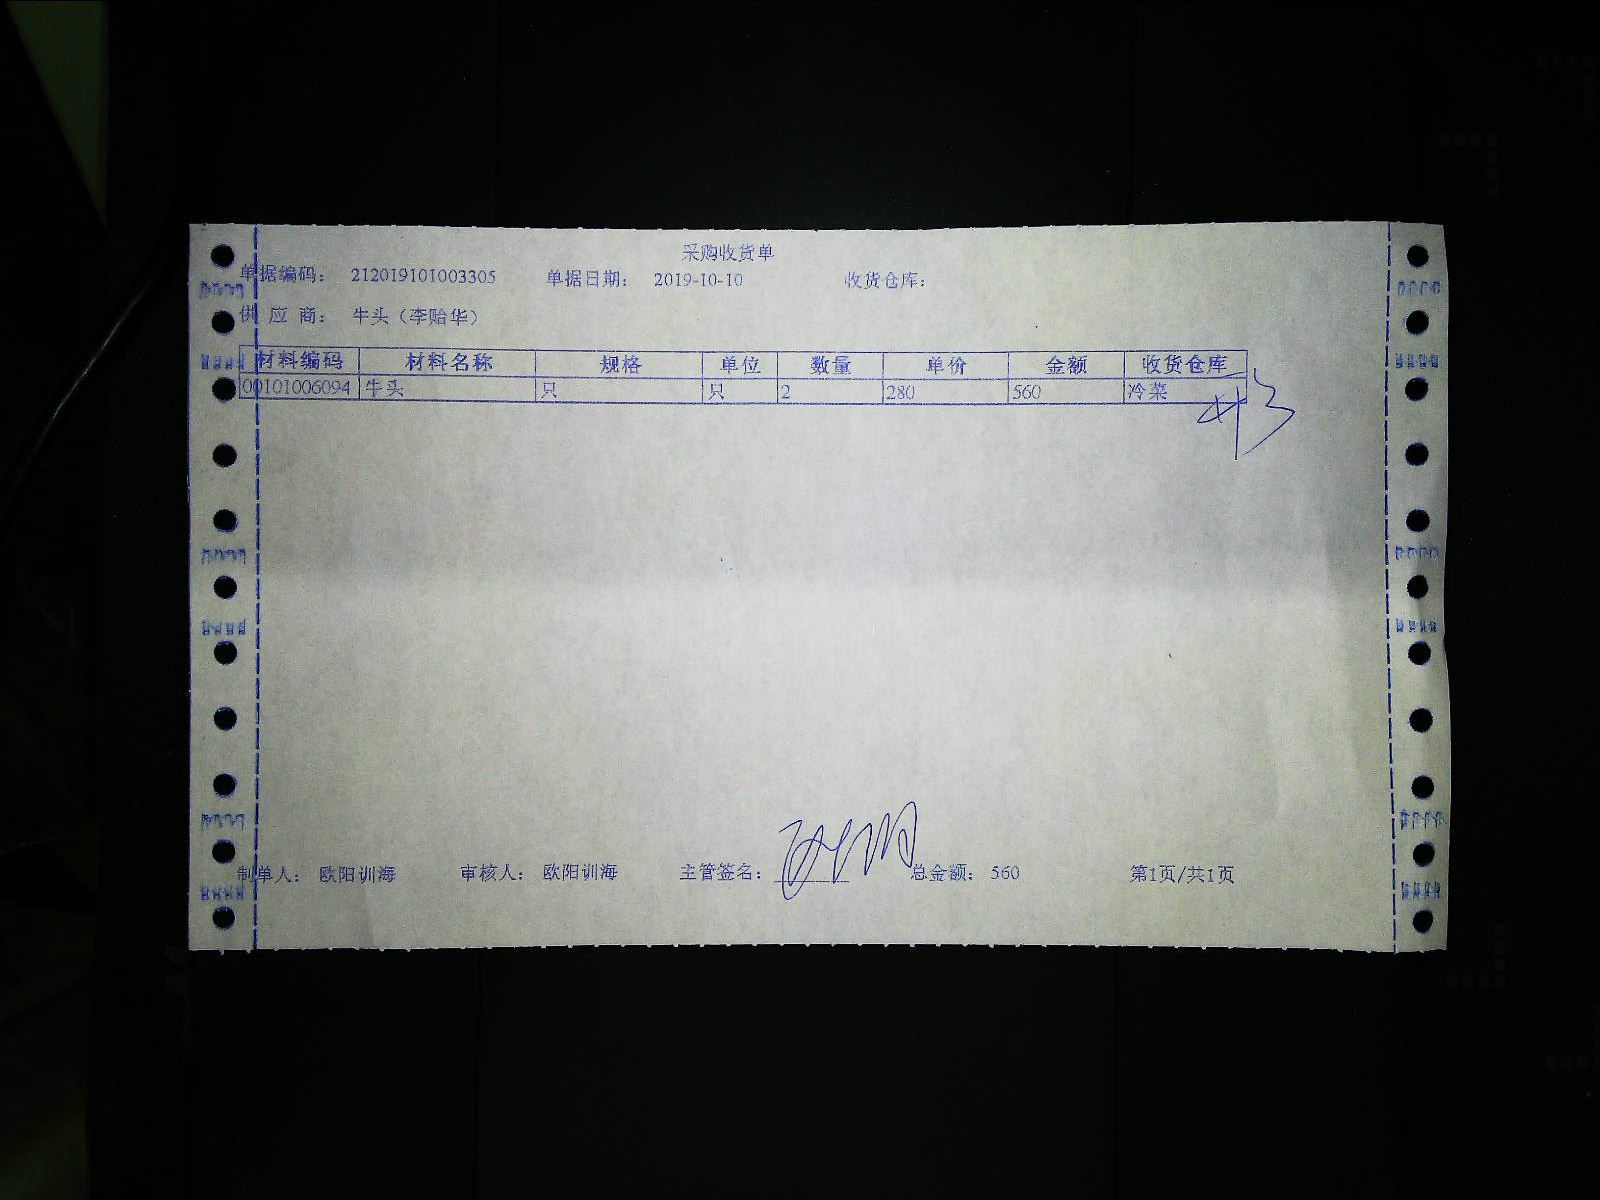 采购收货单
单据编码: 212019101003305 单据日期: 2019-10-10 收货仓库:
供 应 商: 牛头（李贻华）
材料编码 材料名称 规格 单位 数量 单价 金额 收货仓库
00101006094 牛头 只 只 2 280 560 冷菜
制单人: 欧阳训海 审核人: 欧阳训海 主管签名: 总金额: 560 第1页/共1页